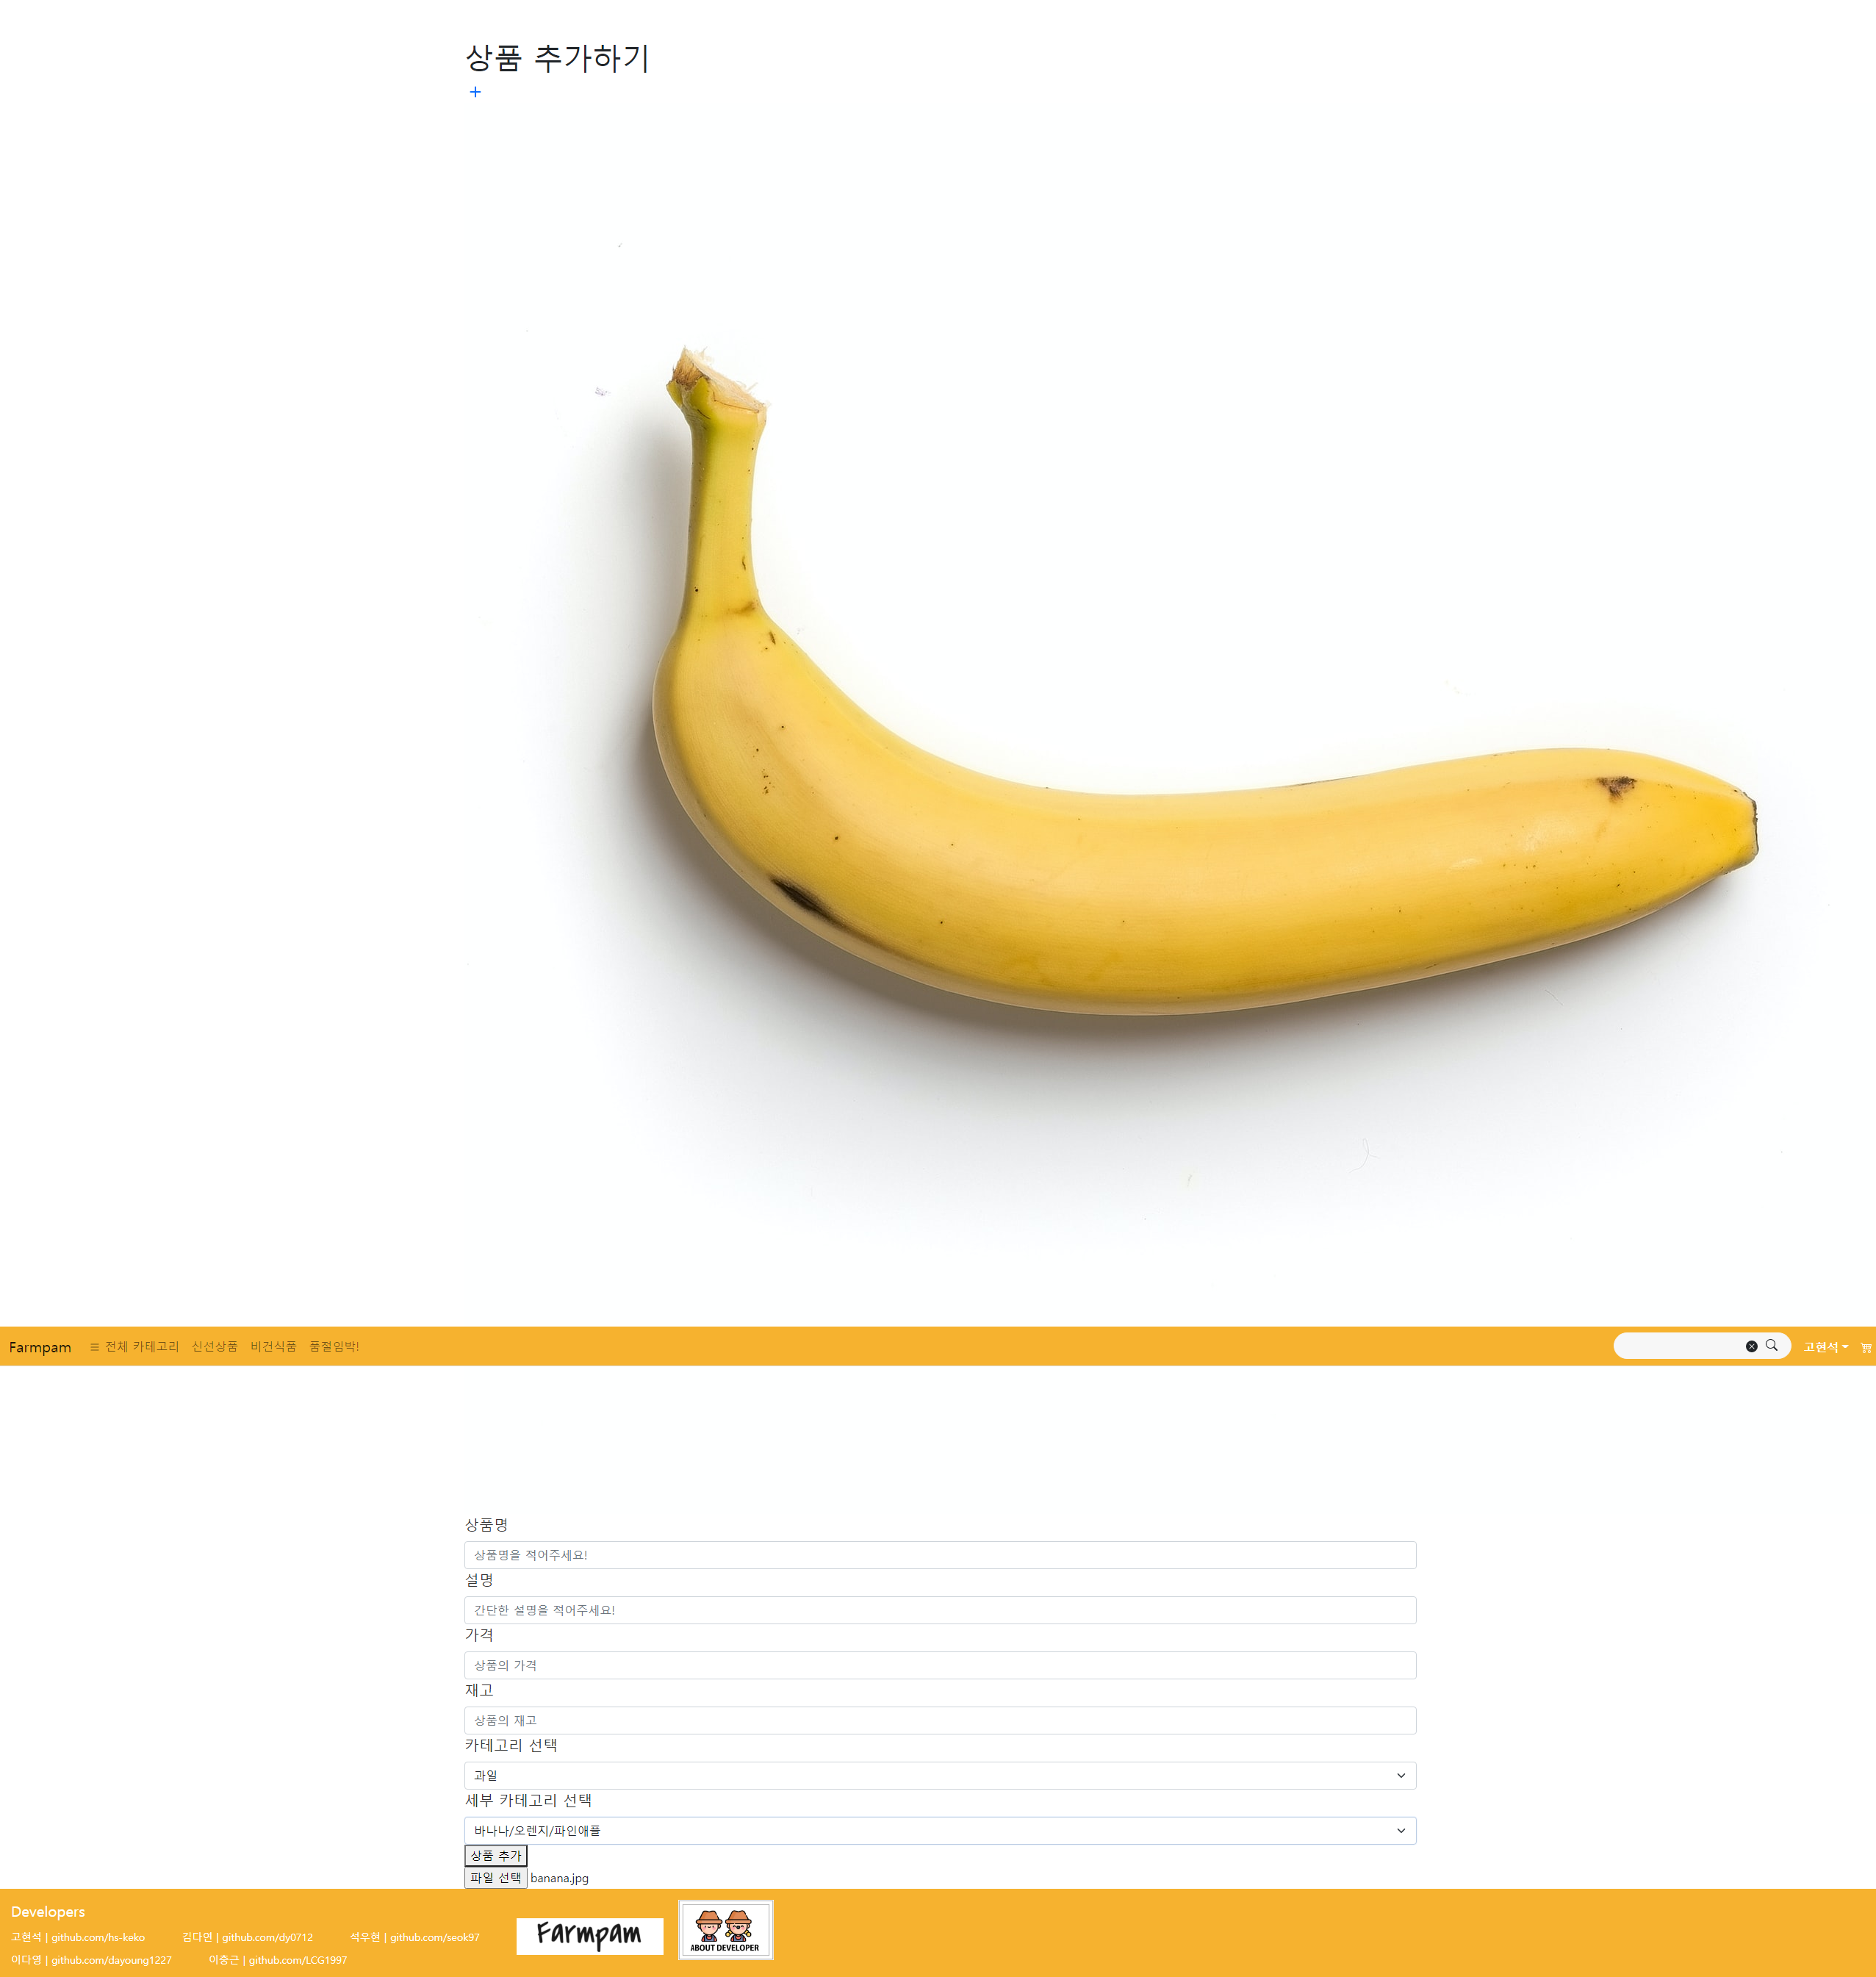 상품 추가하기
+
Farmpam 전체 카테고리 신선상품 비건식품 품절임박! 고현석
상품명
상품명을 적어주세요!
설명
간단한 설명을 적어주세요!
가격
상품의 가격
재고
상품의 재고
카테고리 선택
과일
세부 카테고리 선택
바나나/오렌지/파인애플
상품 추가
파일 선택 banana.jpg
Developers
고현석 | github.com/hs-keko 김다연 | github.com/dy0712 석우현 | github.com/seok97
이다영 | github.com/dayoung1227 이충근 | github.com/LCG1997
Farmpam
ABOUT DEVELOPER